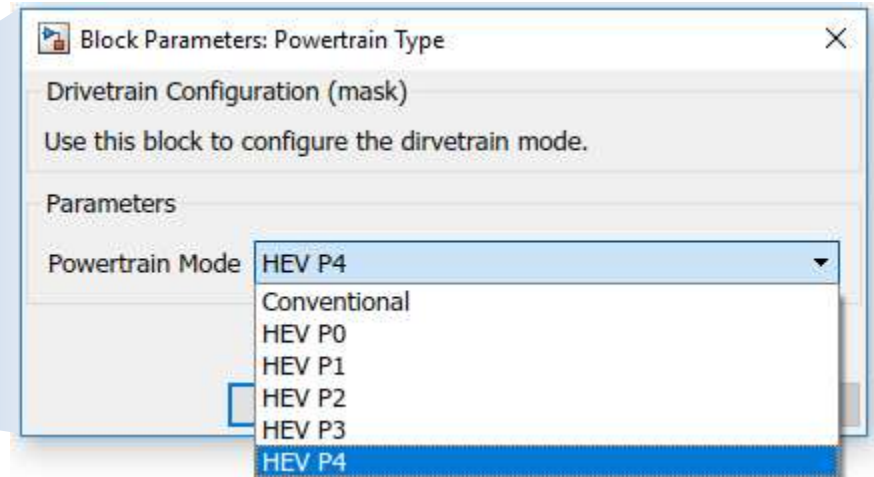 Block Parameters: Powertrain Type
Drivetrain Configuration (mask)
Use this block to configure the dirvetrain mode.
Parameters
Powertrain Mode HEV P4
Conventional
HEV P0
HEV P1
HEV P2
HEV P3
HEV P4